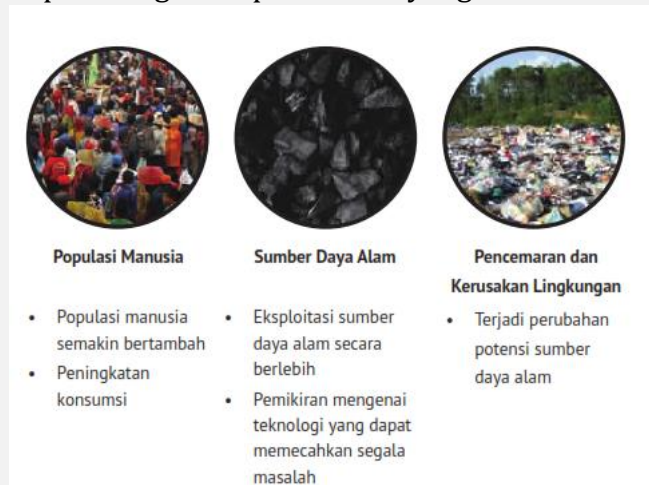 Populasi Manusia
• Populasi manusia
semakin bertambah
• Peningkatan
konsumsi
Sumber Daya Alam
• Eksploitasi sumber
daya alam secara
berlebih
• Pemikiran mengenai
teknologi yang dapat
memecahkan segala
masalah
Pencemaran dan
Kerusakan Lingkungan
• Terjadi perubahan
potensi sumber
daya alam